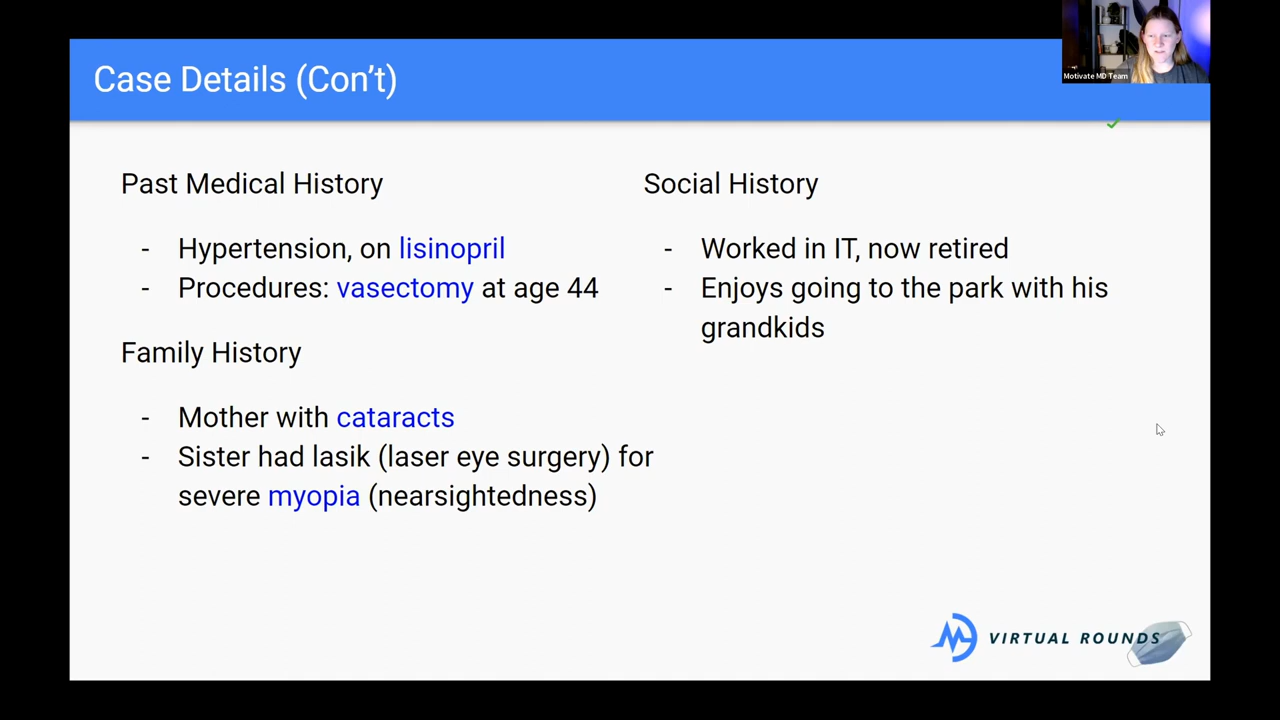 Case Details (Con't)
Motivate MD Team
Past Medical History
- Hypertension, on lisinopril
- Procedures: vasectomy at age 44
Family History
- Mother with cataracts
- Sister had lasik (laser eye surgery) for
severe myopia (nearsightedness)
Social History
- Worked in IT, now retired
- Enjoys going to the park with his
grandkids
VIRTUAL ROUNDS